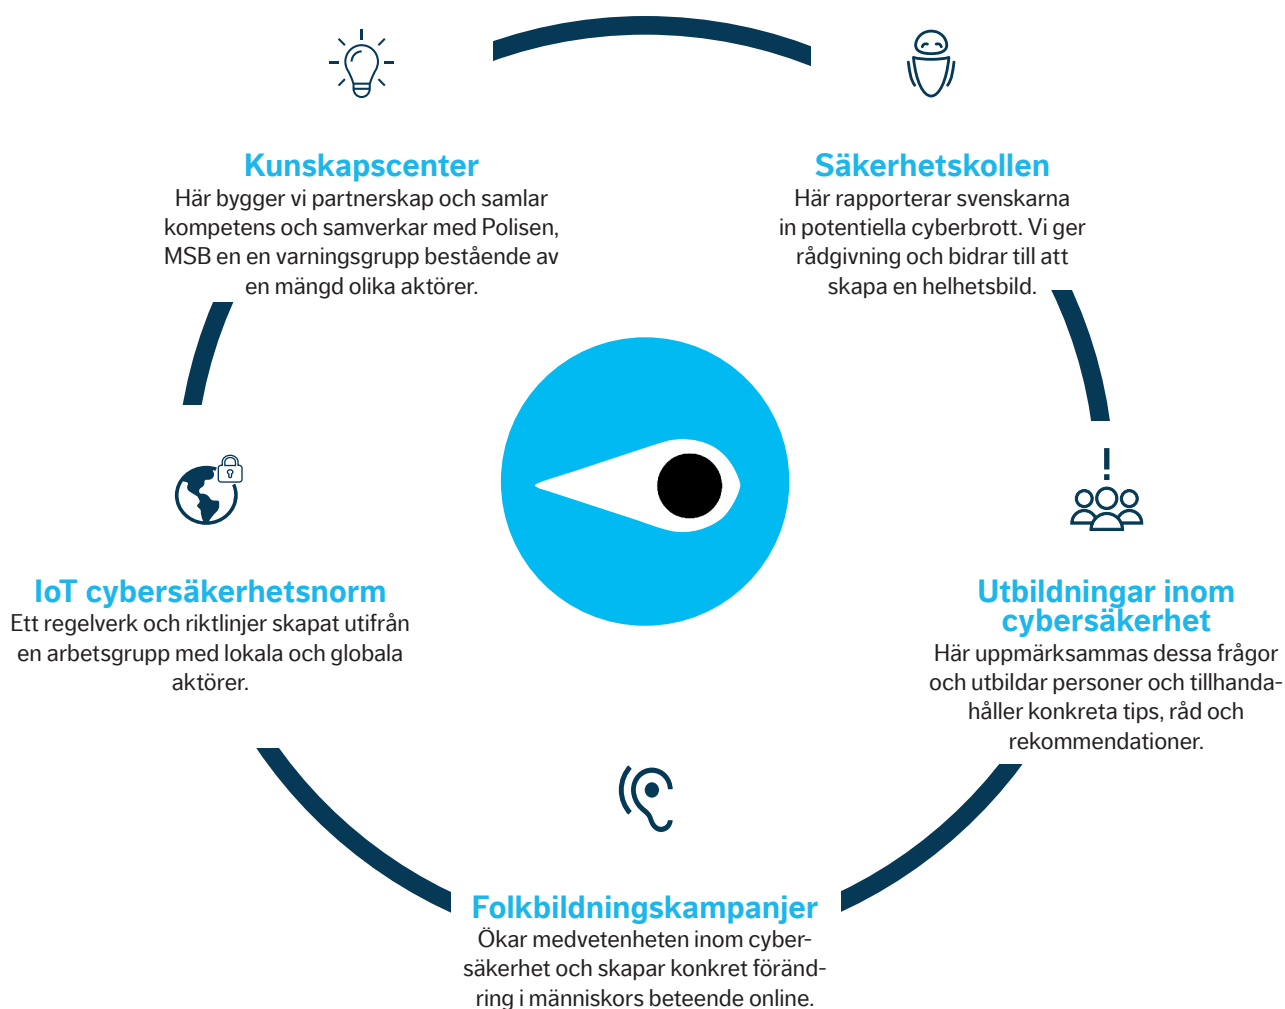 Kunskapscenter
Här bygger vi partnerskap och samlar
kompetens och samverkar med Polisen,
MSB en en varningsgrupp bestående av
en mängd olika aktörer.
Säkerhetskollen
Här rapporterar svenskarna
in potentiella cyberbrott. Vi ger
rådgivning och bidrar till att
skapa en helhetsbild.
IoT cybersäkerhetsnorm
Ett regelverk och riktlinjer skapat utifrån
en arbetsgrupp med lokala och globala
aktörer.
Utbildningar inom
cybersäkerhet
Här uppmärksammas dessa frågor
och utbildar personer och tillhanda-
håller konkreta tips, råd och
rekommendationer.
Folkbildningskampanjer
Ökar medvetenheten inom cyber-
säkerhet och skapar konkret föränd-
ring i människors beteende online.